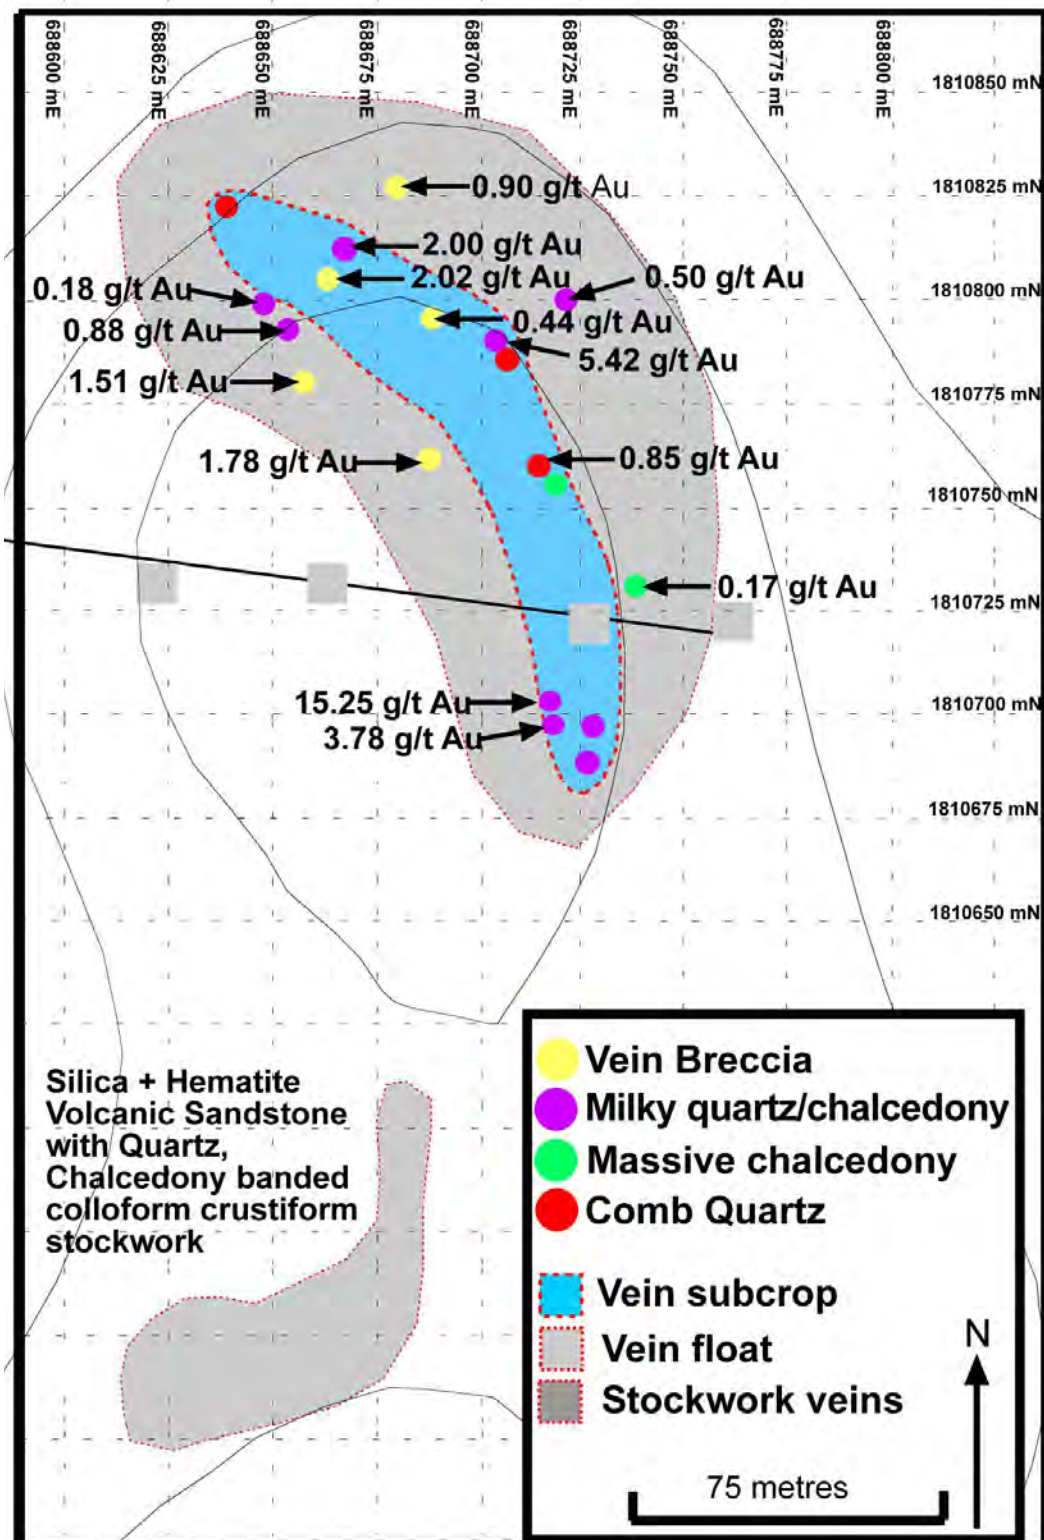 688600 mE
688625 mE
688650 mE
688675 mE
688700 mE
688725 mE
688750 mE
688775 mE
688800 mE
1810850 mN
1810825 mN
1810800 mN
1810775 mN
1810750 mN
1810725 mN
1810700 mN
1810675 mN
1810650 mN
0.90 g/t Au
2.00 g/t Au
2.02 g/t Au
0.50 g/t Au
0.18 g/t Au
0.44 g/t Au
0.88 g/t Au
5.42 g/t Au
1.51 g/t Au
1.78 g/t Au
0.85 g/t Au
0.17 g/t Au
15.25 g/t Au
3.78 g/t Au
Silica + Hematite
Volcanic Sandstone
with Quartz,
Chalcedony banded
colloform crustiform
stockwork
Vein Breccia
Milky quartz/chalcedony
Massive chalcedony
Comb Quartz
Vein subcrop
Vein float
Stockwork veins
N
75 metres